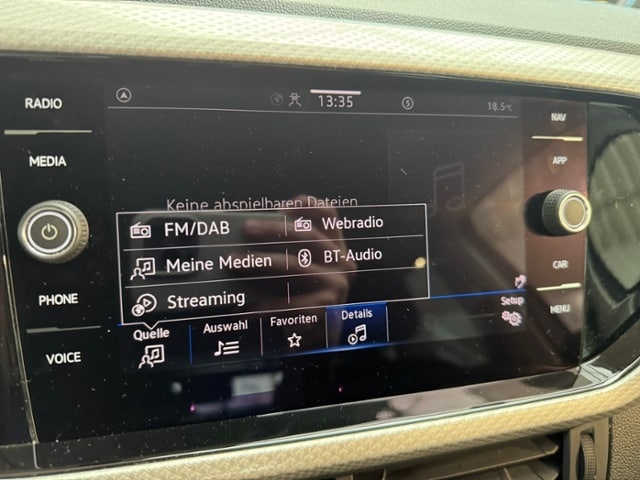 RADIO
MEDIA
PHONE
VOICE
13:35
S
18.5°C
Keine abspielbaren Dateien
FM/DAB
Webradio
Meine Medien
BT-Audio
Streaming
Quelle
Auswahl
Favoriten
Details
Setup
NAV
APP
CAR
MENU